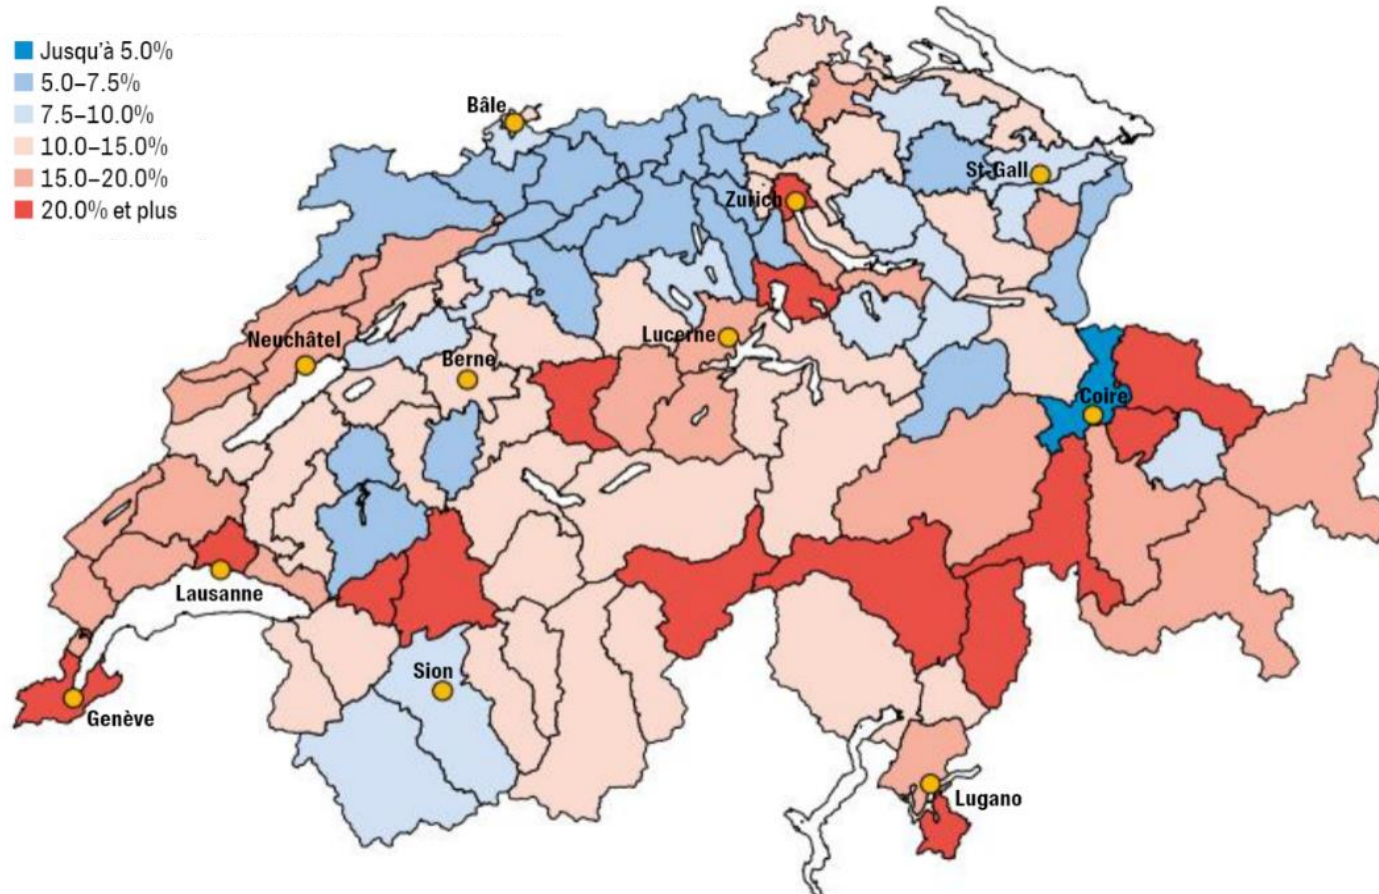 Jusqu'à 5.0%
5.0–7.5%
7.5–10.0%
10.0–15.0%
15.0–20.0%
20.0% et plus
Bâle
St-Gall
Zurich
Neuchâtel
Lucerne
Berne
Coire
Lausanne
Sion
Genève
Lugano